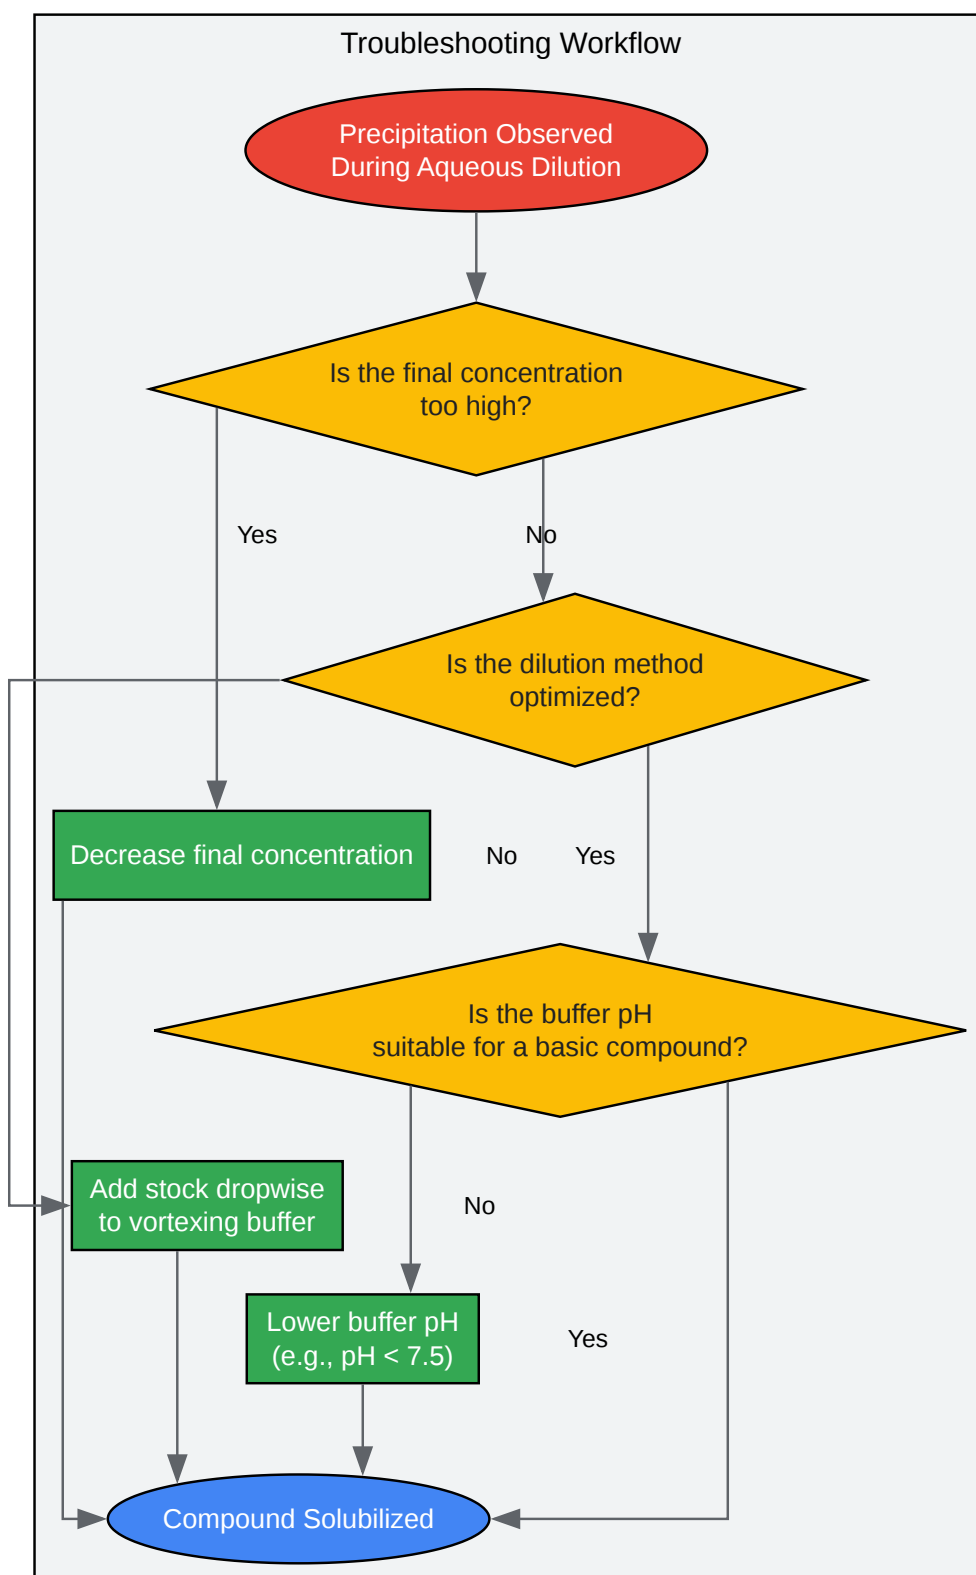 Troubleshooting Workflow
Precipitation Observed
During Aqueous Dilution
Is the final concentration
too high?
Yes
No
Is the dilution method
optimized?
Decrease final concentration
No
Yes
Is the buffer pH
suitable for a basic compound?
Add stock dropwise
to vortexing buffer
No
Lower buffer pH
(e.g., pH < 7.5)
Yes
Compound Solubilized